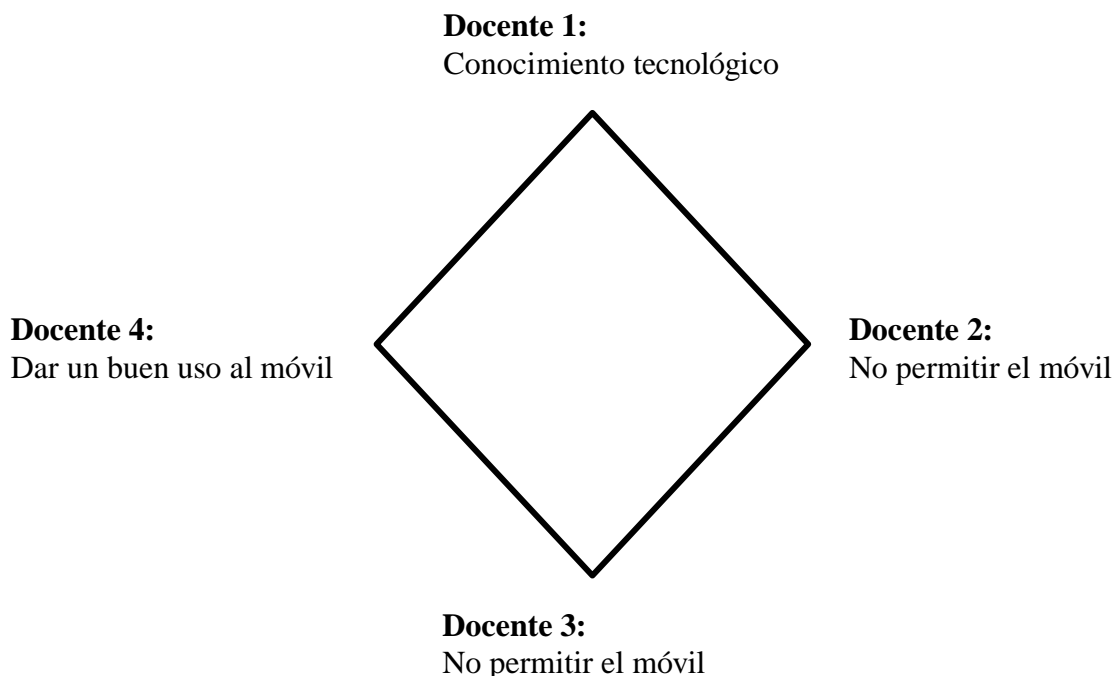 Docente 1:
Conocimiento tecnológico
Docente 4:
Dar un buen uso al móvil
Docente 2:
No permitir el móvil
Docente 3:
No permitir el móvil